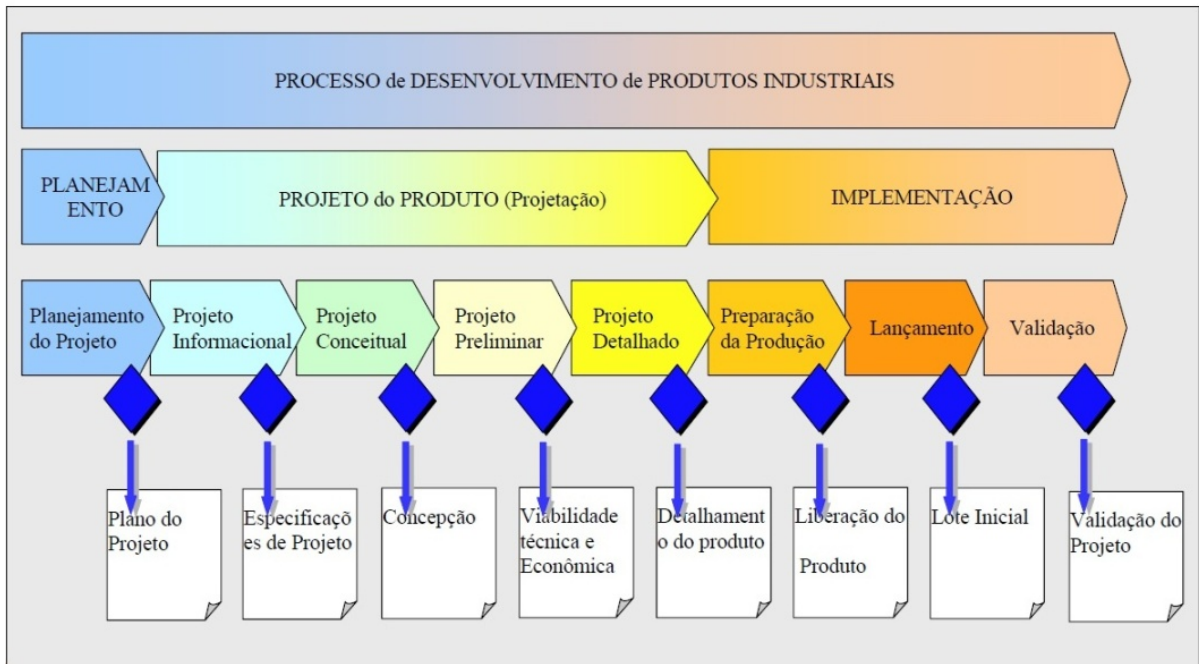 PROCESSO de DESENVOLVIMENTO de PRODUTOS INDUSTRIAIS
PLANEJAM
ENTO
PROJETO do PRODUTO (Projetação)
IMPLEMENTAÇÃO
Planejamento
do Projeto
Projeto
Informacional
Projeto
Conceitual
Projeto
Preliminar
Projeto
Detalhado
Preparação
da Produção
Lançamento
Validação
Plano do
Projeto
Especificaçõ
es de Projeto
Concepção
Viabilidade
técnica e
Econômica
Detalhament
o do produto
Liberação do
Produto
Lote Inicial
Validação do
Projeto